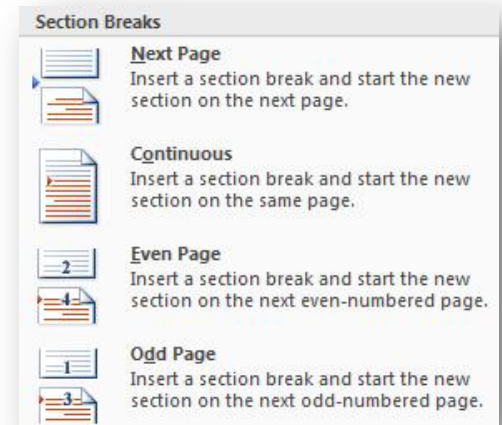 Section Breaks
Next Page
Insert a section break and start the new
section on the next page.
Continuous
Insert a section break and start the new
section on the same page.
2
Even Page
Insert a section break and start the new
4
section on the next even-numbered page.
1
Odd Page
Insert a section break and start the new
3
section on the next odd-numbered page.